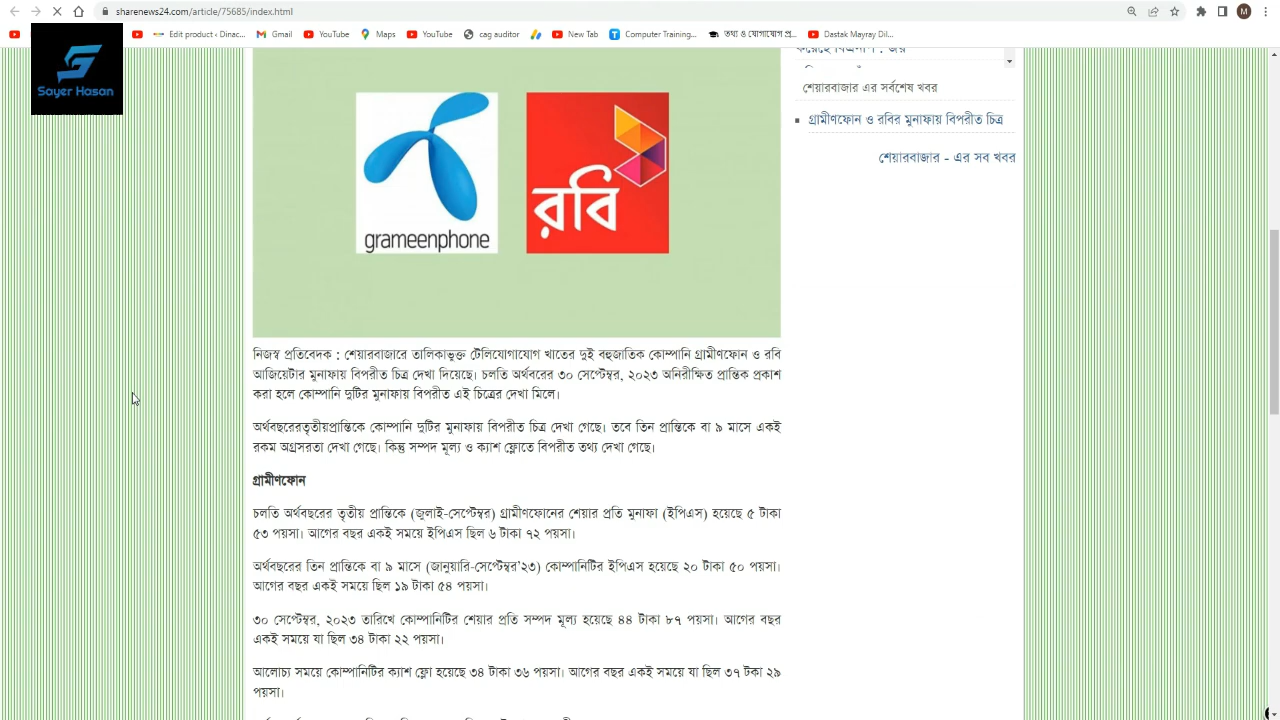 sharenews24.com/article/75685/index.html
M
Edit product ‹ Dinac...
Gmail
YouTube
Maps
YouTube
cag auditor
New Tab
Computer Training...
তথ্য ও যোগাযোগ প্র...
Dastak Mayray Dil...
Sayer Hasan
grameenphone
রবি
শেয়ারবাজার এর সর্বশেষ খবর
গ্রামীণফোন ও রবির মুনাফায় বিপরীত চিত্র
শেয়ারবাজার - এর সব খবর
নিজস্ব প্রতিবেদক : শেয়ারবাজারে তালিকাভুক্ত টেলিযোগাযোগ খাতের দুই বহুজাতিক কোম্পানি গ্রামীণফোন ও রবি
আজিয়েটার মুনাফায় বিপরীত চিত্র দেখা দিয়েছে। চলতি অর্থবরের ৩০ সেপ্টেম্বর, ২০২৩ অনিরীক্ষিত প্রান্তিক প্রকাশ
করা হলে কোম্পানি দুটির মুনাফায় বিপরীত এই চিত্রের দেখা মিলে।
অর্থবছরেরতৃতীয়প্রান্তিকে কোম্পানি দুটির মুনাফায় বিপরীত চিত্র দেখা গেছে। তবে তিন প্রান্তিকে বা ৯ মাসে একই
রকম অগ্রসরতা দেখা গেছে। কিন্তু সম্পদ মূল্য ও ক্যাশ ফ্লোতে বিপরীত তথ্য দেখা গেছে।
গ্রামীণফোন
চলতি অর্থবছরের তৃতীয় প্রান্তিকে (জুলাই-সেপ্টেম্বর) গ্রামীণফোনের শেয়ার প্রতি মুনাফা (ইপিএস) হয়েছে ৫ টাকা
৫৩ পয়সা। আগের বছর একই সময়ে ইপিএস ছিল ৬ টাকা ৭২ পয়সা।
অর্থবছরের তিন প্রান্তিকে বা ৯ মাসে (জানুয়ারি-সেপ্টেম্বর'২৩) কোম্পানিটির ইপিএস হয়েছে ২০ টাকা ৫০ পয়সা।
আগের বছর একই সময়ে ছিল ১৯ টাকা ৫৪ পয়সা।
৩০ সেপ্টেম্বর, ২০২৩ তারিখে কোম্পানিটির শেয়ার প্রতি সম্পদ মূল্য হয়েছে ৪৪ টাকা ৮৭ পয়সা। আগের বছর
একই সময়ে যা ছিল ৩৪ টাকা ২২ পয়সা।
আলোচ্য সময়ে কোম্পানিটির ক্যাশ ফ্লো হয়েছে ৩৪ টাকা ৩৬ পয়সা। আগের বছর একই সময়ে যা ছিল ৩৭ টকা ২৯
পয়সা।